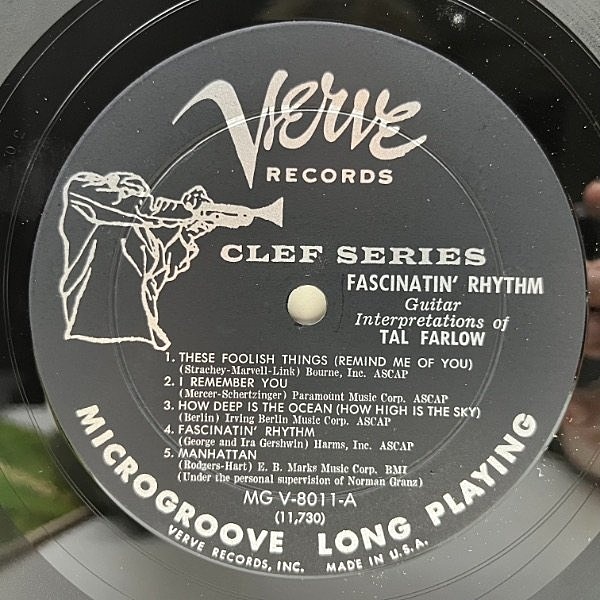 Verve
RECORDS
CLEF SERIES
FASCINATIN' RHYTHM
Guitar
Interpretations of
TAL FARLOW
1. THESE FOOLISH THINGS (REMIND ME OF YOU)
(Strachey-Marvell-Link) Bourne, Inc. ASCAP
2. I REMEMBER YOU
(Mercer-Schertzinger) Paramount Music Corp. ASCAP
3. HOW DEEP IS THE OCEAN (HOW HIGH IS THE SKY)
(Berlin) Irving Berlin Music Corp. ASCAP
4. FASCINATIN' RHYTHM
(George and Ira Gershwin) Harms, Inc. ASCAP
5. MANHATTAN
(Rodgers-Hart) E. B. Marks Music Corp. BMI
(Under the personal supervision of Norman Granz)
MG V-8011-A
(11,730)
MICROGROOVE LONG PLAYING
VERVE RECORDS, INC. MADE IN U.S.A.